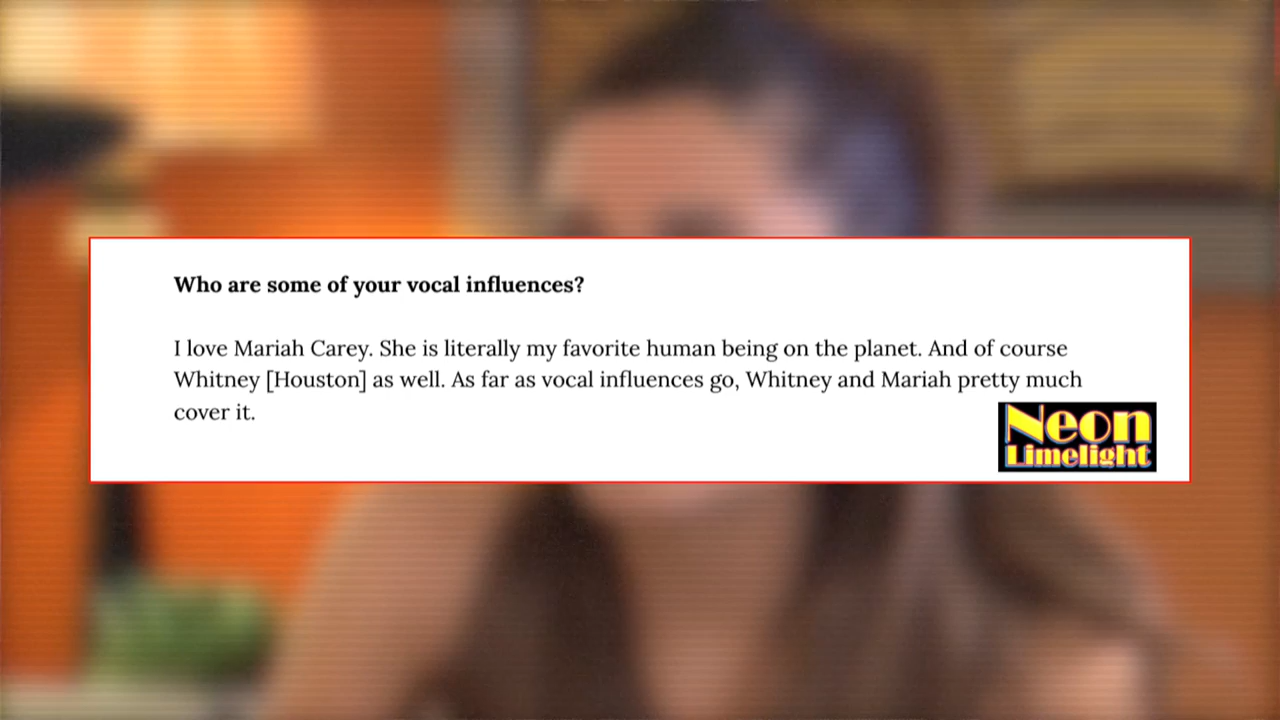 Who are some of your vocal influences?
I love Mariah Carey. She is literally my favorite human being on the planet. And of course
Whitney [Houston] as well. As far as vocal influences go, Whitney and Mariah pretty much
cover it.
Neon
Limelight